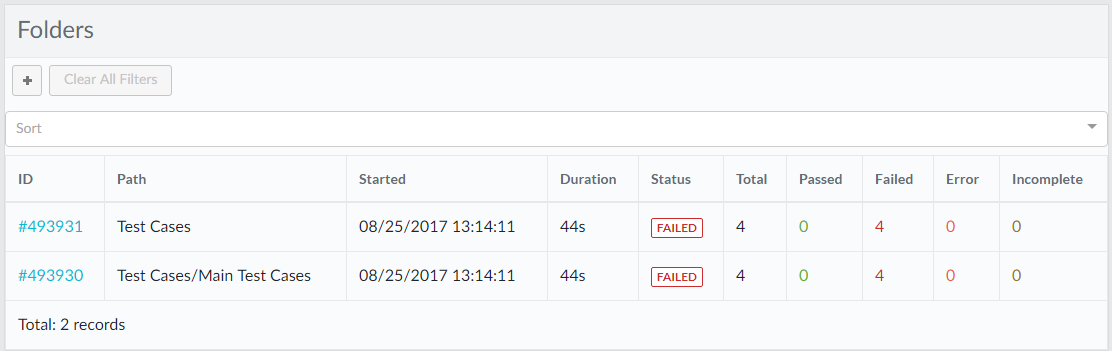 Folders
+ Clear All Filters
Sort
ID Path Started Duration Status Total Passed Failed Error Incomplete
#493931 Test Cases 08/25/2017 13:14:11 44s FAILED 4 0 4 0 0
#493930 Test Cases/Main Test Cases 08/25/2017 13:14:11 44s FAILED 4 0 4 0 0
Total: 2 records